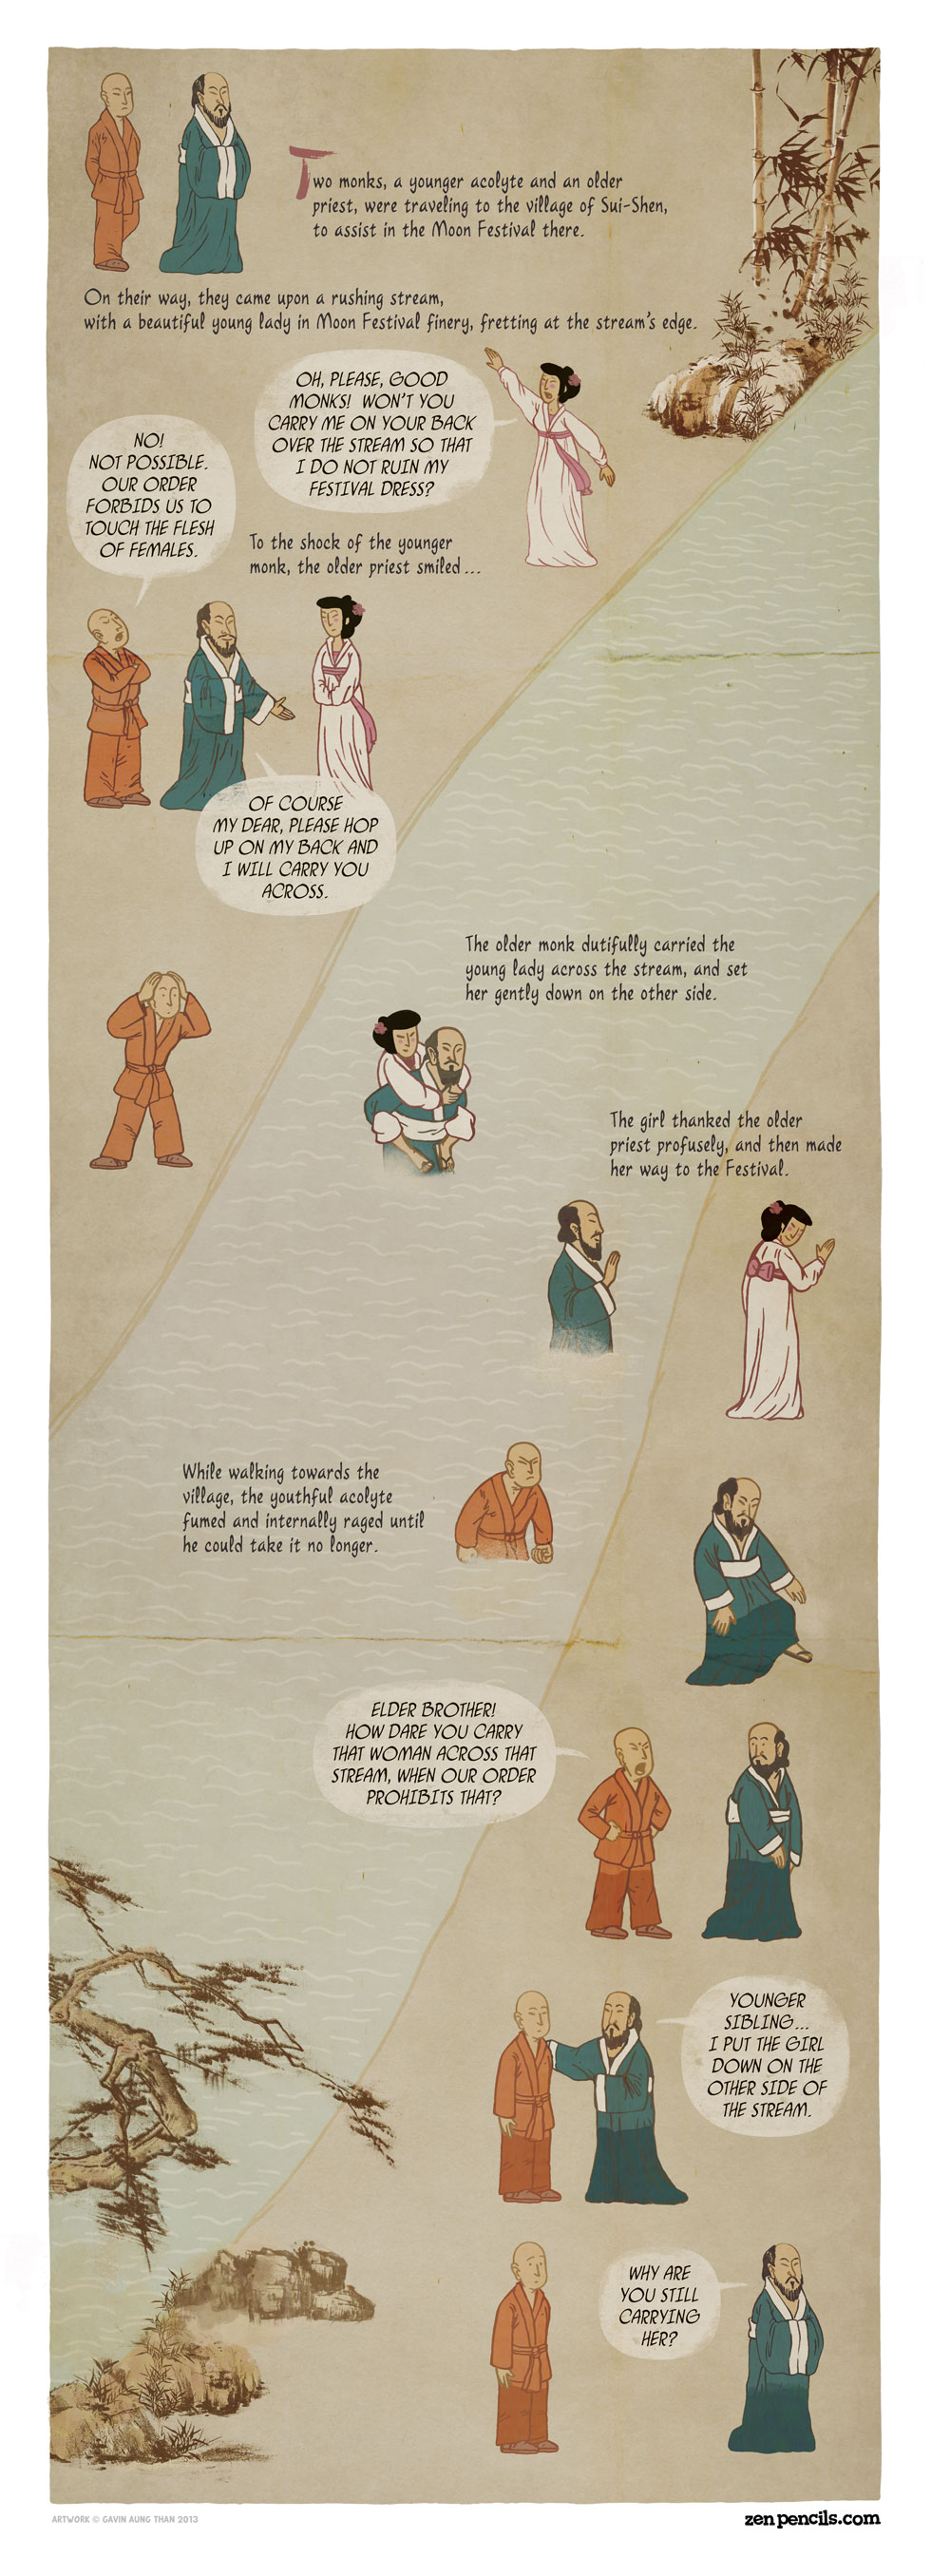 Two monks, a younger acolyte and an older
priest, were traveling to the village of Sui-Shen,
to assist in the Moon Festival there.
On their way, they came upon a rushing stream,
with a beautiful young lady in Moon Festival finery, fretting at the stream's edge.
OH, PLEASE, GOOD
MONKS! WON'T YOU
CARRY ME ON YOUR BACK
OVER THE STREAM SO THAT
I DO NOT RUIN MY
FESTIVAL DRESS?
NO!
NOT POSSIBLE.
OUR ORDER
FORBIDS US TO
TOUCH THE FLESH
OF FEMALES.
To the shock of the younger
monk, the older priest smiled...
OF COURSE
MY DEAR, PLEASE HOP
UP ON MY BACK AND
I WILL CARRY YOU
ACROSS.
The older monk dutifully carried the
young lady across the stream, and set
her gently down on the other side.
The girl thanked the older
priest profusely, and then made
her way to the Festival.
While walking towards the
village, the youthful acolyte
fumed and internally raged until
he could take it no longer.
ELDER BROTHER!
HOW DARE YOU CARRY
THAT WOMAN ACROSS THAT
STREAM, WHEN OUR ORDER
PROHIBITS THAT?
YOUNGER
SIBLING...
I PUT THE GIRL
DOWN ON THE
OTHER SIDE OF
THE STREAM.
WHY ARE
YOU STILL
CARRYING
HER?
ARTWORK © GAVIN AUNG THAN 2013
zenpencils.com